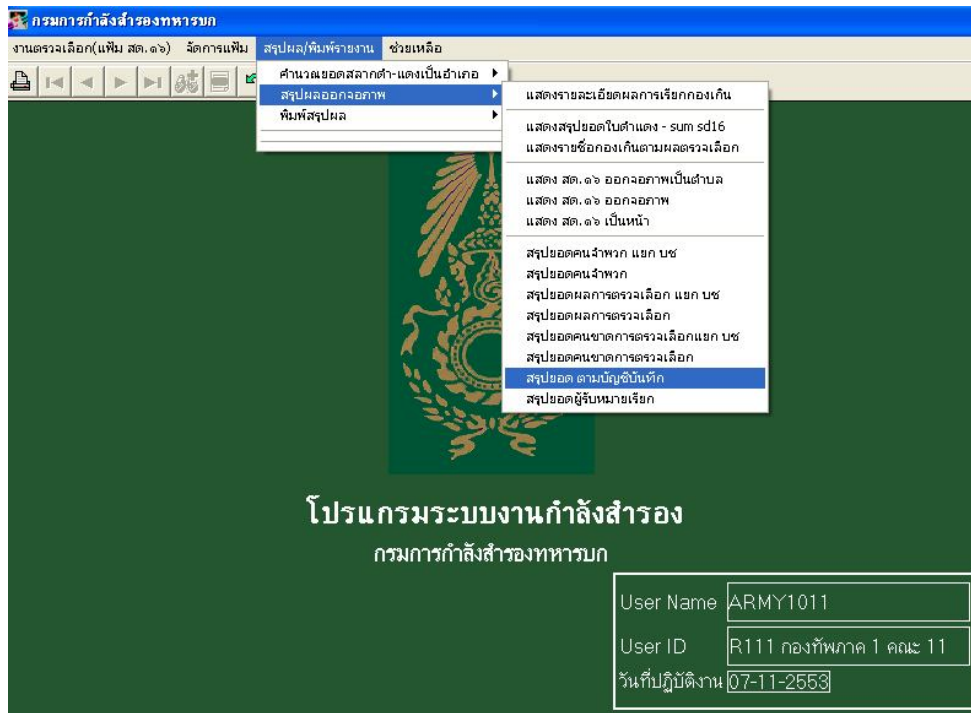 กรมการกำลังสำรองทหารบก
งานตรวจเลือก(แฟ้ม สด.๑๖) จัดการแฟ้ม สรุปผล/พิมพ์รายงาน ช่วยเหลือ
คำนวณยอดสลากดำ-แดงเป็นอำเภอ
สรุปผลออกจอภาพ
พิมพ์สรุปผล
แสดงรายละเอียดผลการเรียกกองเกิน
แสดงสรุปยอดใบดำแดง - sum sd16
แสดงรายชื่อกองเกินตามผลตรวจเลือก
แสดง สด.๑๖ ออกจอภาพเป็นตำบล
แสดง สด.๑๖ ออกจอภาพ
แสดง สด.๑๖ เป็นหน้า
สรุปยอดคนจำพวก แยก บช
สรุปยอดคนจำพวก
สรุปยอดผลการตรวจเลือก แยก บช
สรุปยอดผลการตรวจเลือก
สรุปยอดคนขาดการตรวจเลือกแยก บช
สรุปยอดคนขาดการตรวจเลือก
สรุปยอด ตามบัญชีบันทึก
สรุปยอดผู้รับหมายเรียก
โปรแกรมระบบงานกำลังสำรอง
กรมการกำลังสำรองทหารบก
User Name ARMY1011
User ID R111 กองทัพภาค 1 คณะ 11
วันที่ปฏิบัติงาน 07-11-2553